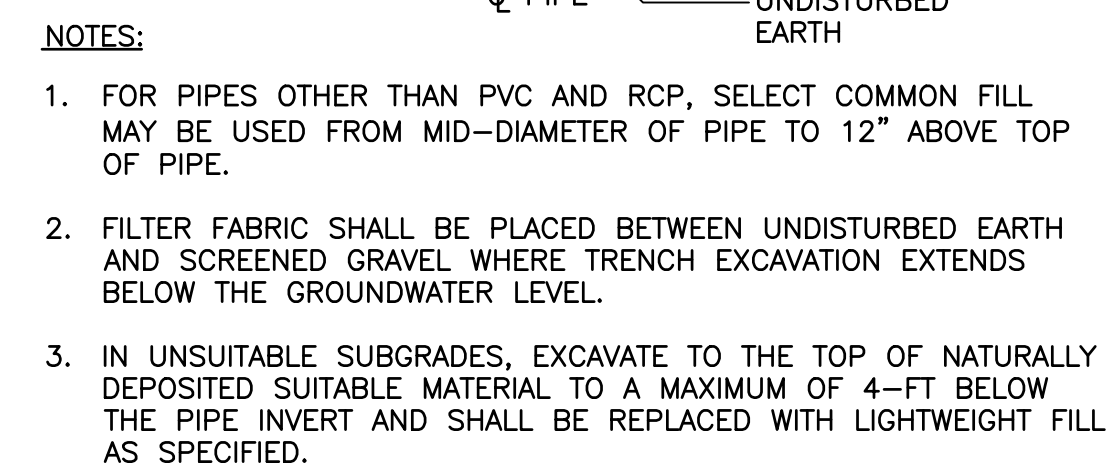 ℄ PIPE UNDISTURBED
EARTH
NOTES:
1. FOR PIPES OTHER THAN PVC AND RCP, SELECT COMMON FILL
MAY BE USED FROM MID–DIAMETER OF PIPE TO 12” ABOVE TOP
OF PIPE.
2. FILTER FABRIC SHALL BE PLACED BETWEEN UNDISTURBED EARTH
AND SCREENED GRAVEL WHERE TRENCH EXCAVATION EXTENDS
BELOW THE GROUNDWATER LEVEL.
3. IN UNSUITABLE SUBGRADES, EXCAVATE TO THE TOP OF NATURALLY
DEPOSITED SUITABLE MATERIAL TO A MAXIMUM OF 4–FT BELOW
THE PIPE INVERT AND SHALL BE REPLACED WITH LIGHTWEIGHT FILL
AS SPECIFIED.